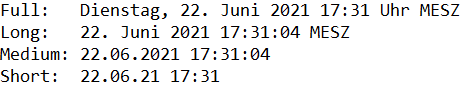 Full:   Dienstag, 22. Juni 2021 17:31 Uhr MESZ
Long:   22. Juni 2021 17:31:04 MESZ
Medium: 22.06.2021 17:31:04
Short:  22.06.21 17:31